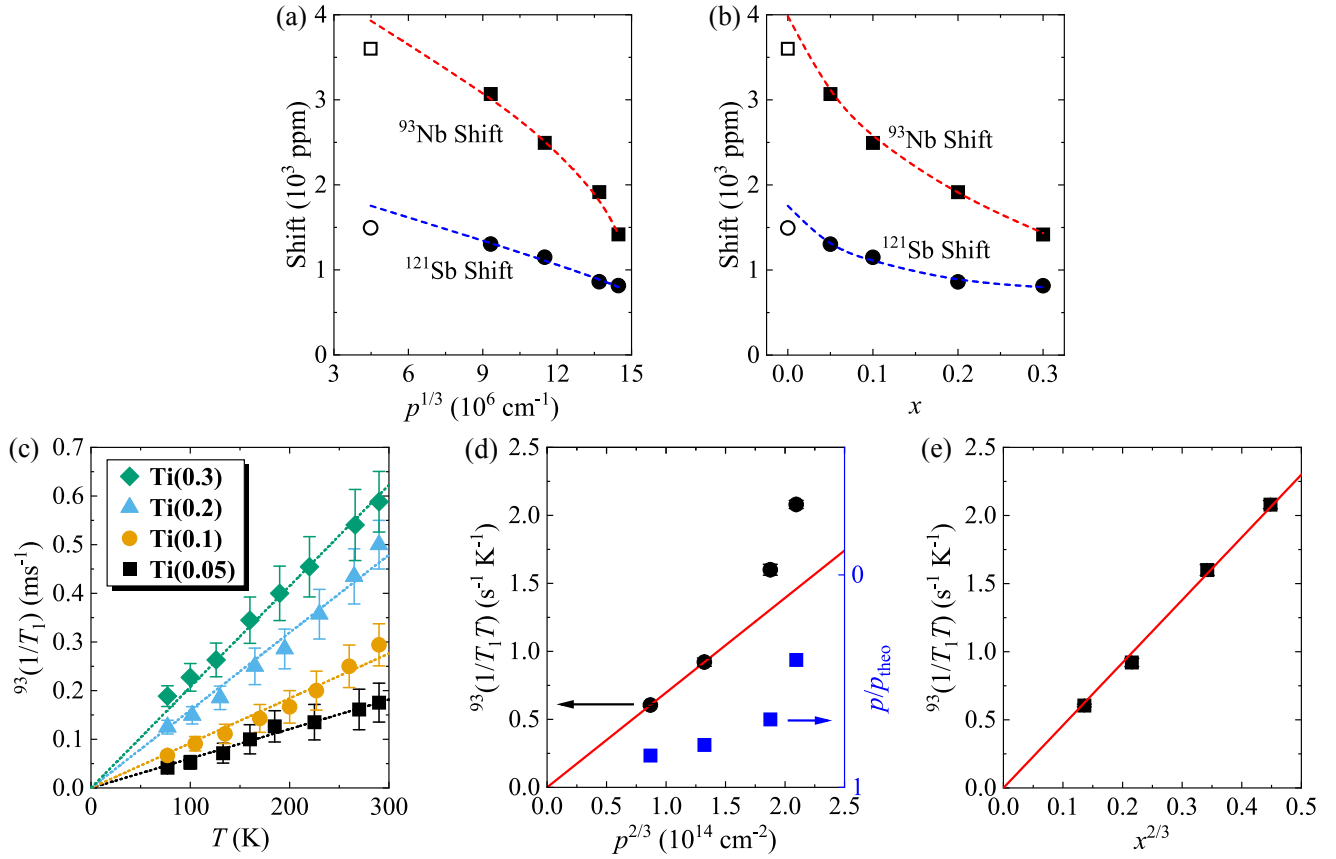 (a)
4
3
2
1
0
Shift (10³ ppm)
⁹³Nb Shift
¹²¹Sb Shift
3 6 9 12 15
p^{1/3} (10⁶ cm⁻¹)
(b)
4
3
2
1
0
Shift (10³ ppm)
⁹³Nb Shift
¹²¹Sb Shift
0.0 0.1 0.2 0.3
x
(c)
0.7
0.6
0.5
0.4
0.3
0.2
0.1
0.0
⁹³(1/T₁) (ms⁻¹)
Ti(0.3)
Ti(0.2)
Ti(0.1)
Ti(0.05)
0 100 200 300
T (K)
(d)
2.5
2.0
1.5
1.0
0.5
0.0
⁹³(1/T₁T) (s⁻¹ K⁻¹)
0
1
p/p_theo
0.0 0.5 1.0 1.5 2.0 2.5
p^{2/3} (10¹⁴ cm⁻²)
(e)
2.5
2.0
1.5
1.0
0.5
0.0
⁹³(1/T₁T) (s⁻¹ K⁻¹)
0.0 0.1 0.2 0.3 0.4 0.5
x^{2/3}